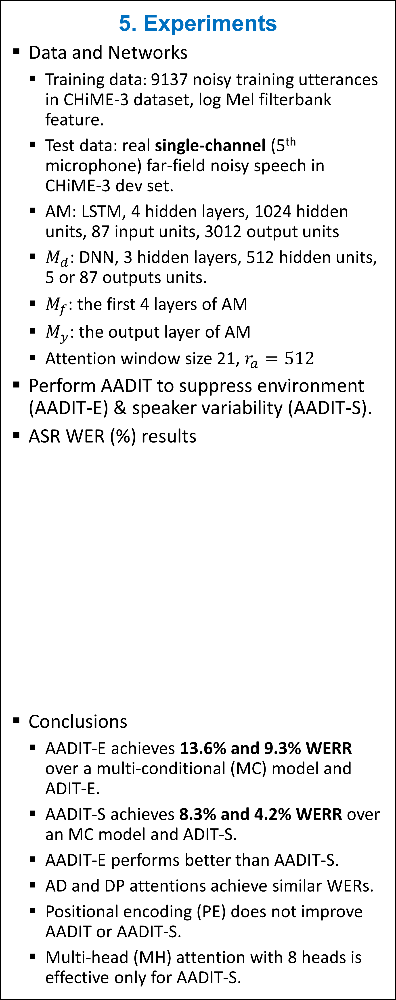 5. Experiments
▪ Data and Networks
▪ Training data: 9137 noisy training utterances
in CHiME-3 dataset, log Mel filterbank
feature.
▪ Test data: real single-channel (5th
microphone) far-field noisy speech in
CHiME-3 dev set.
▪ AM: LSTM, 4 hidden layers, 1024 hidden
units, 87 input units, 3012 output units
▪ M_d: DNN, 3 hidden layers, 512 hidden units,
5 or 87 outputs units.
▪ M_f: the first 4 layers of AM
▪ M_y: the output layer of AM
▪ Attention window size 21, r_a = 512
▪ Perform AADIT to suppress environment
(AADIT-E) & speaker variability (AADIT-S).
▪ ASR WER (%) results
▪ Conclusions
▪ AADIT-E achieves 13.6% and 9.3% WERR
over a multi-conditional (MC) model and
ADIT-E.
▪ AADIT-S achieves 8.3% and 4.2% WERR over
an MC model and ADIT-S.
▪ AADIT-E performs better than AADIT-S.
▪ AD and DP attentions achieve similar WERs.
▪ Positional encoding (PE) does not improve
AADIT or AADIT-S.
▪ Multi-head (MH) attention with 8 heads is
effective only for AADIT-S.